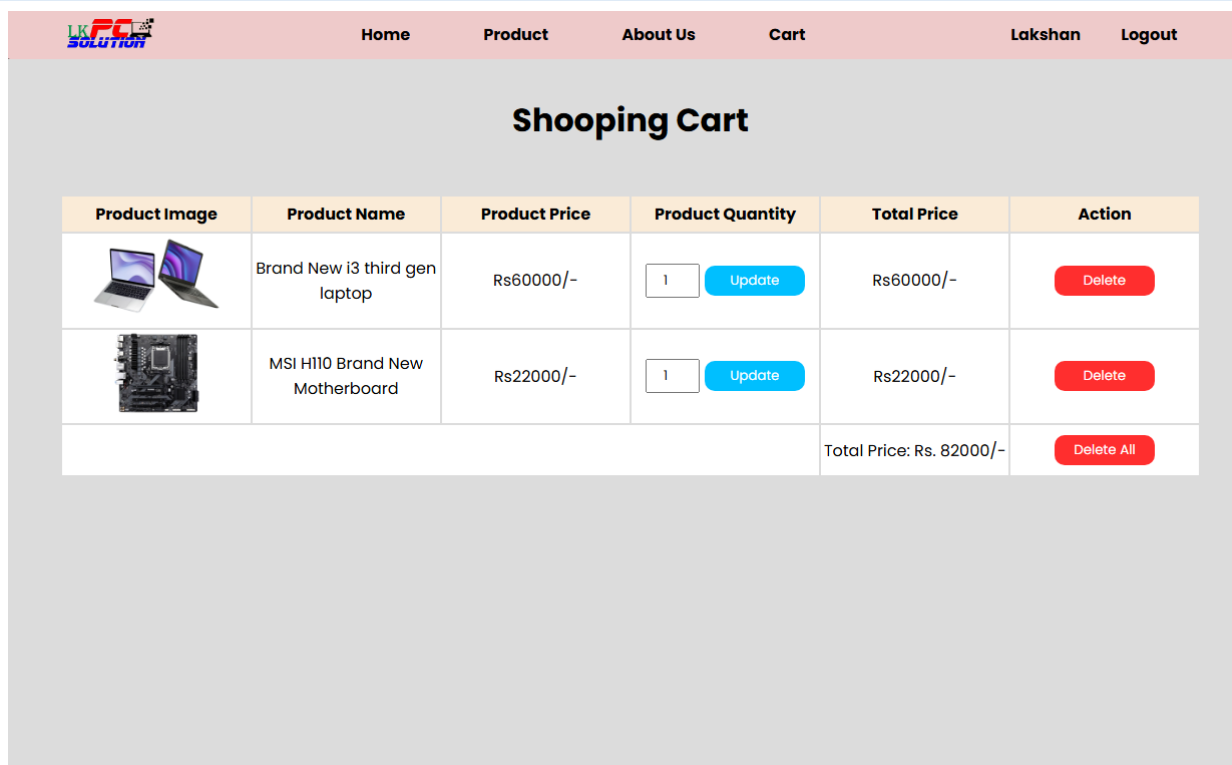 LK PC
SOLUTION
Home Product About Us Cart Lakshan Logout
Shooping Cart
Product Image Product Name Product Price Product Quantity Total Price Action
Brand New i3 third gen
laptop
Rs60000/- 1 Update Rs60000/- Delete
MSI H110 Brand New
Motherboard
Rs22000/- 1 Update Rs22000/- Delete
Total Price: Rs. 82000/- Delete All